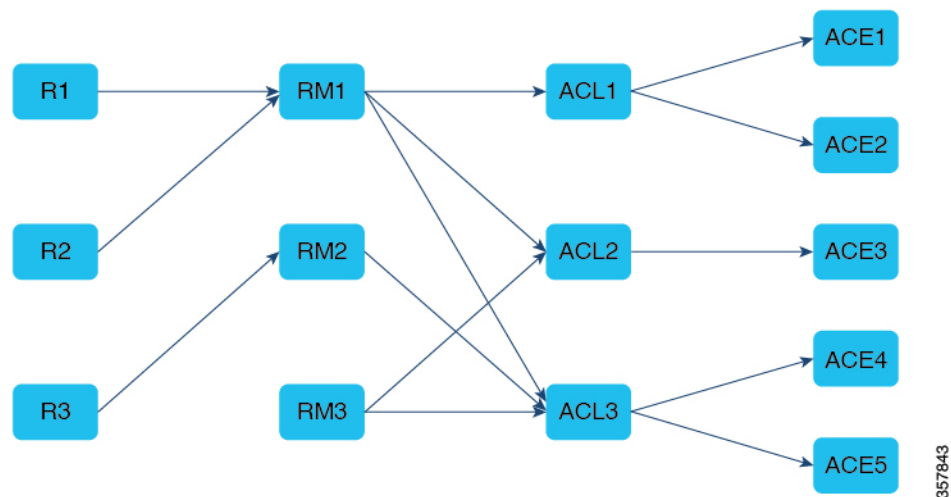 ACE1
R1
RM1
ACL1
ACE2
R2
RM2
ACL2
ACE3
ACE4
R3
RM3
ACL3
ACE5
357843